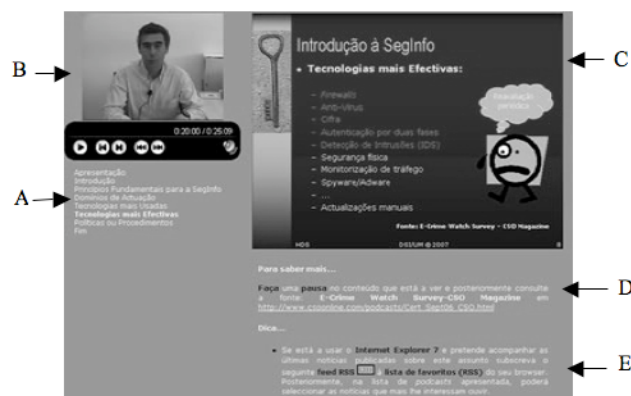 B
C
A
D
E
0:20:00 / 0:25:09
Apresentação
Introdução
Princípios Fundamentais para a SegInfo
Domínios de Actuação
Tecnologias mais Usadas
Tecnologias mais Efectivas
Políticas ou Procedimentos
Fim
Introdução à SegInfo
• Tecnologias mais Efectivas:
– Firewalls
– Anti-Vírus
– Cifra
– Autenticação por duas fases
– Detecção de Intrusões (IDS)
– Segurança física
– Monitorização de tráfego
– Spyware/Adware
– ...
– Actualizações manuais
periódica
Fonte: E-Crime Watch Survey – CSO Magazine
HDS
DSI/UM @ 2007
Para saber mais...
Faça uma pausa no conteúdo que está a ver e posteriormente consulte
a fonte: E-Crime Watch Survey-CSO Magazine em
http://www.csoonline.com/podcasts/Cert_Sept06_CSO.html
Dica...
• Se está a usar o Internet Explorer 7 e pretende acompanhar as
últimas notícias publicadas sobre este assunto subscreva o
seguinte feed RSS à lista de favoritos (RSS) do seu browser.
Posteriormente, na lista de podcasts apresentada, poderá
seleccionar as notícias que mais lhe interessam ouvir.